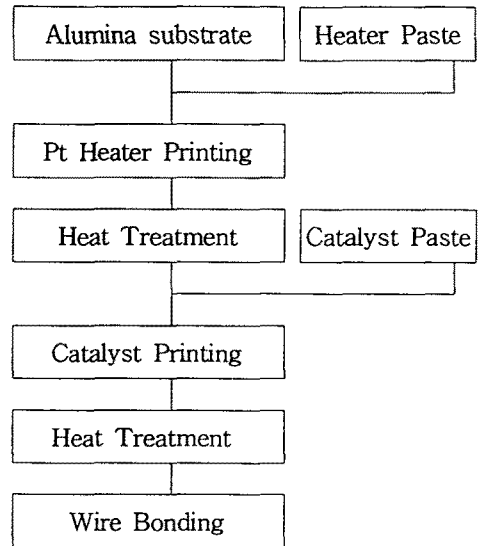 Alumina substrate
Heater Paste
Pt Heater Printing
Heat Treatment
Catalyst Paste
Catalyst Printing
Heat Treatment
Wire Bonding